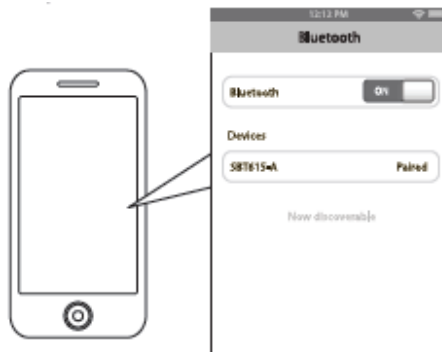 12:12 PM
Bluetooth
Bluetooth ON
Devices
SBT615-A Paired
Now discoverable